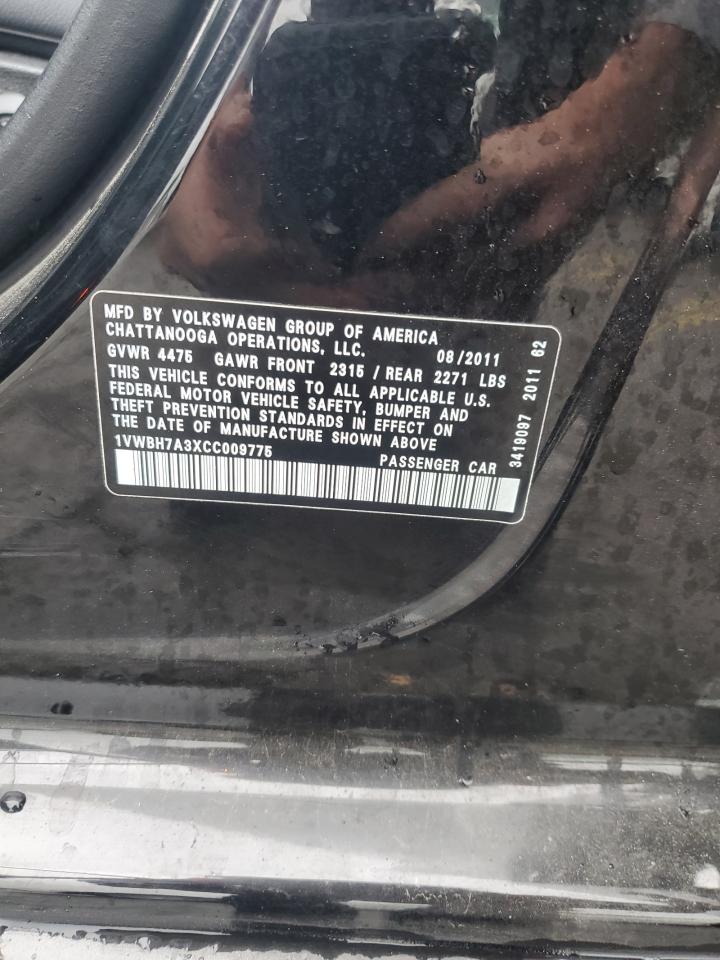 MFD BY VOLKSWAGEN GROUP OF AMERICA
CHATTANOOGA OPERATIONS, LLC. 08/2011
GVWR 4475 GAWR FRONT 2315 / REAR 2271 LBS
THIS VEHICLE CONFORMS TO ALL APPLICABLE U.S.
FEDERAL MOTOR VEHICLE SAFETY, BUMPER AND
THEFT PREVENTION STANDARDS IN EFFECT ON
THE DATE OF MANUFACTURE SHOWN ABOVE
1VWBH7A3XCC009775 PASSENGER CAR
3419097 2011 62